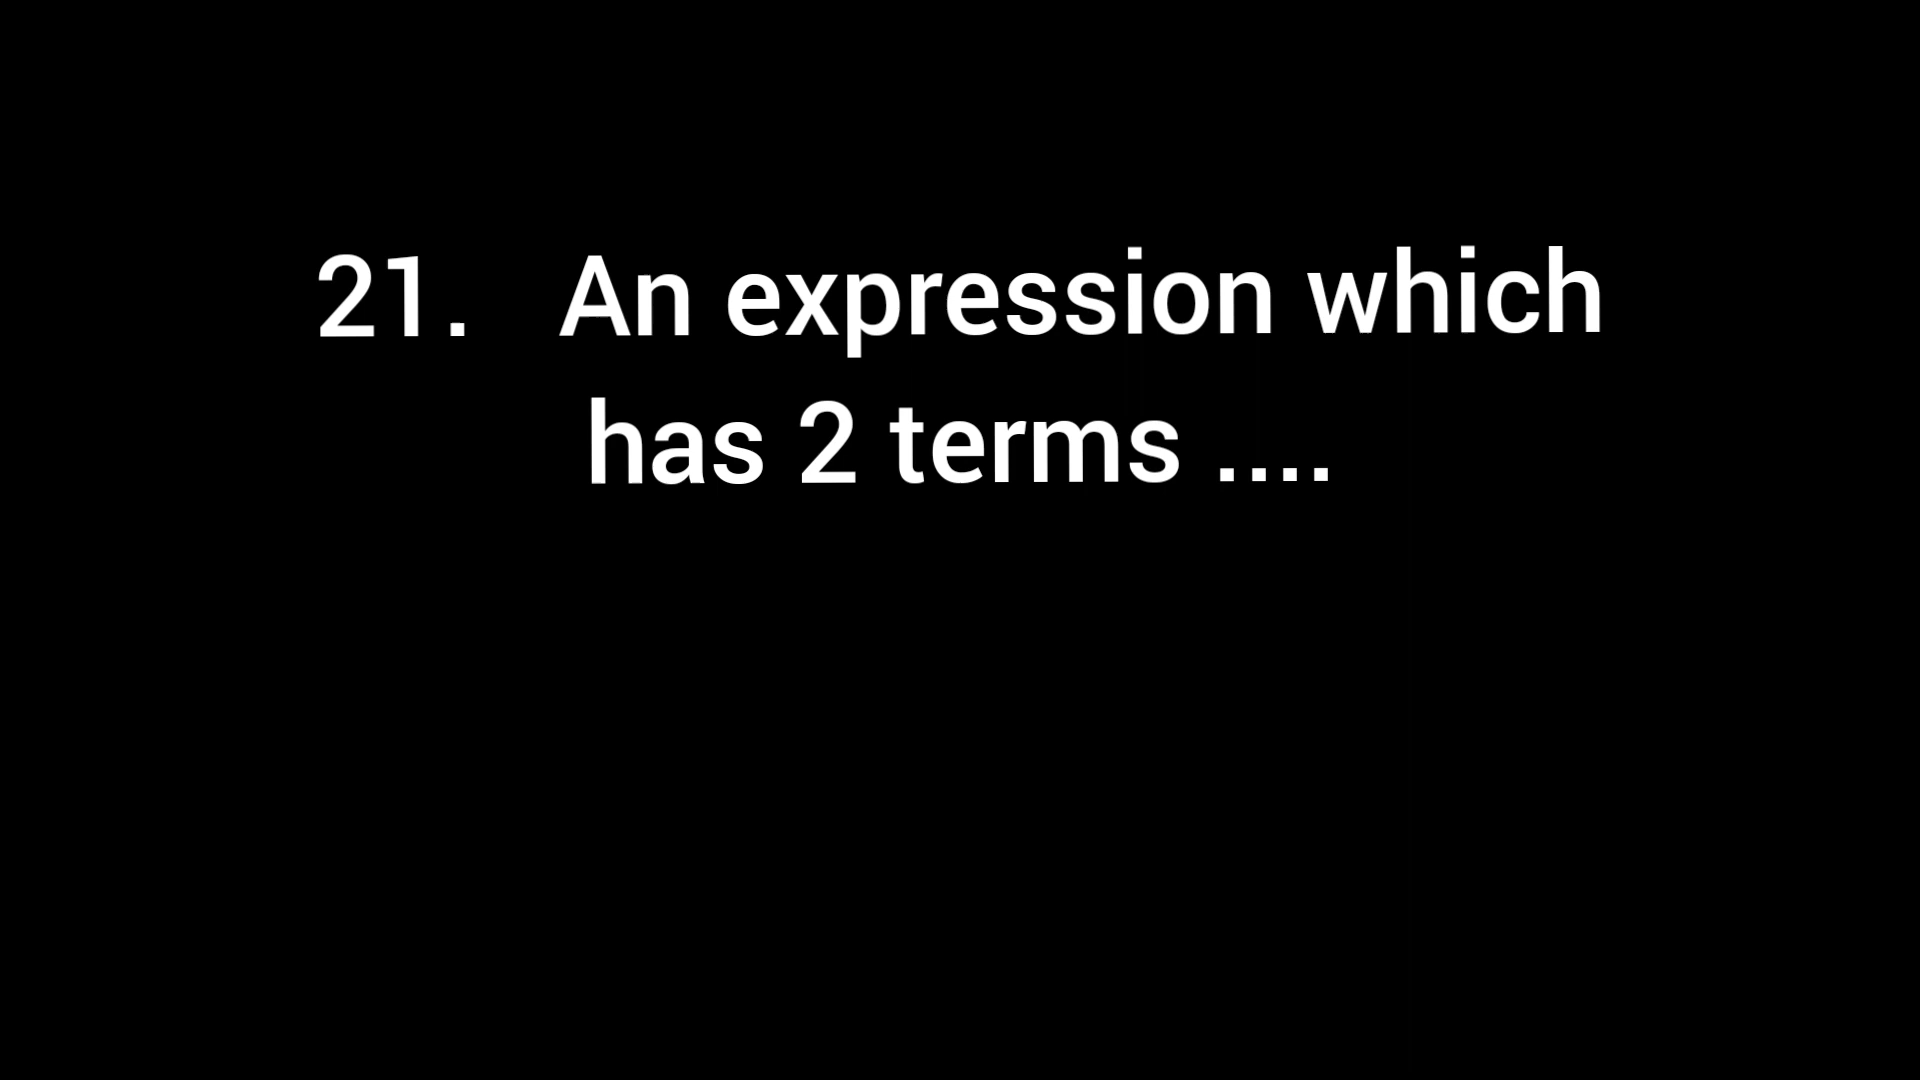 21. An expression which
has 2 terms ....